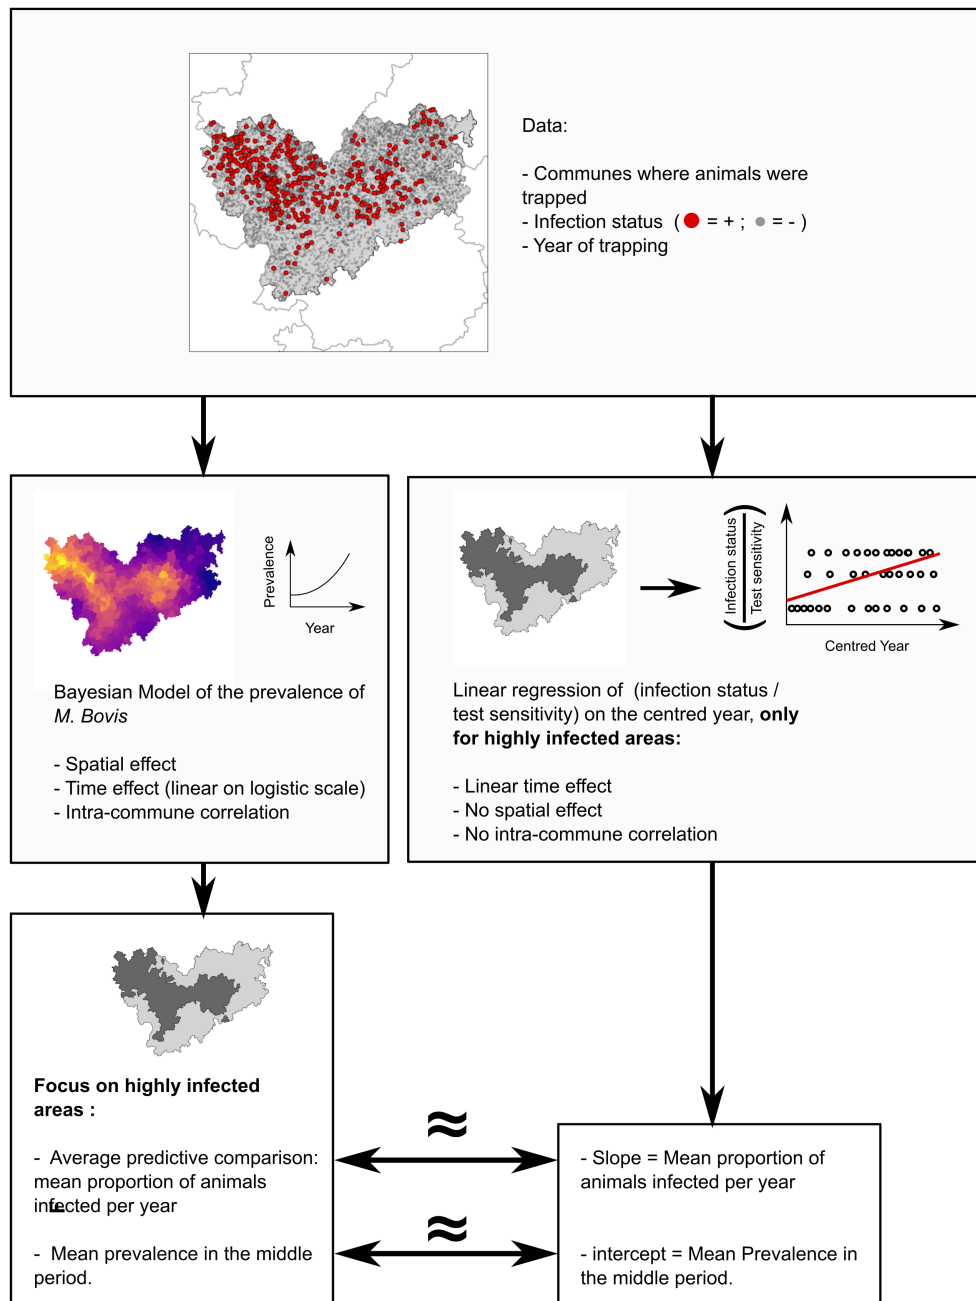 Data:
- Communes where animals were
trapped
- Infection status ( = + ; = - )
- Year of trapping
Prevalence
Year
Bayesian Model of the prevalence of
M. Bovis
- Spatial effect
- Time effect (linear on logistic scale)
- Intra-commune correlation
Infection status
Test sensitivity
Centred Year
Linear regression of (infection status /
test sensitivity) on the centred year, only
for highly infected areas:
- Linear time effect
- No spatial effect
- No intra-commune correlation
Focus on highly infected
areas :
- Average predictive comparison:
mean proportion of animals
infected per year
- Mean prevalence in the middle
period.
≈
≈
- Slope = Mean proportion of
animals infected per year
- intercept = Mean Prevalence in
the middle period.